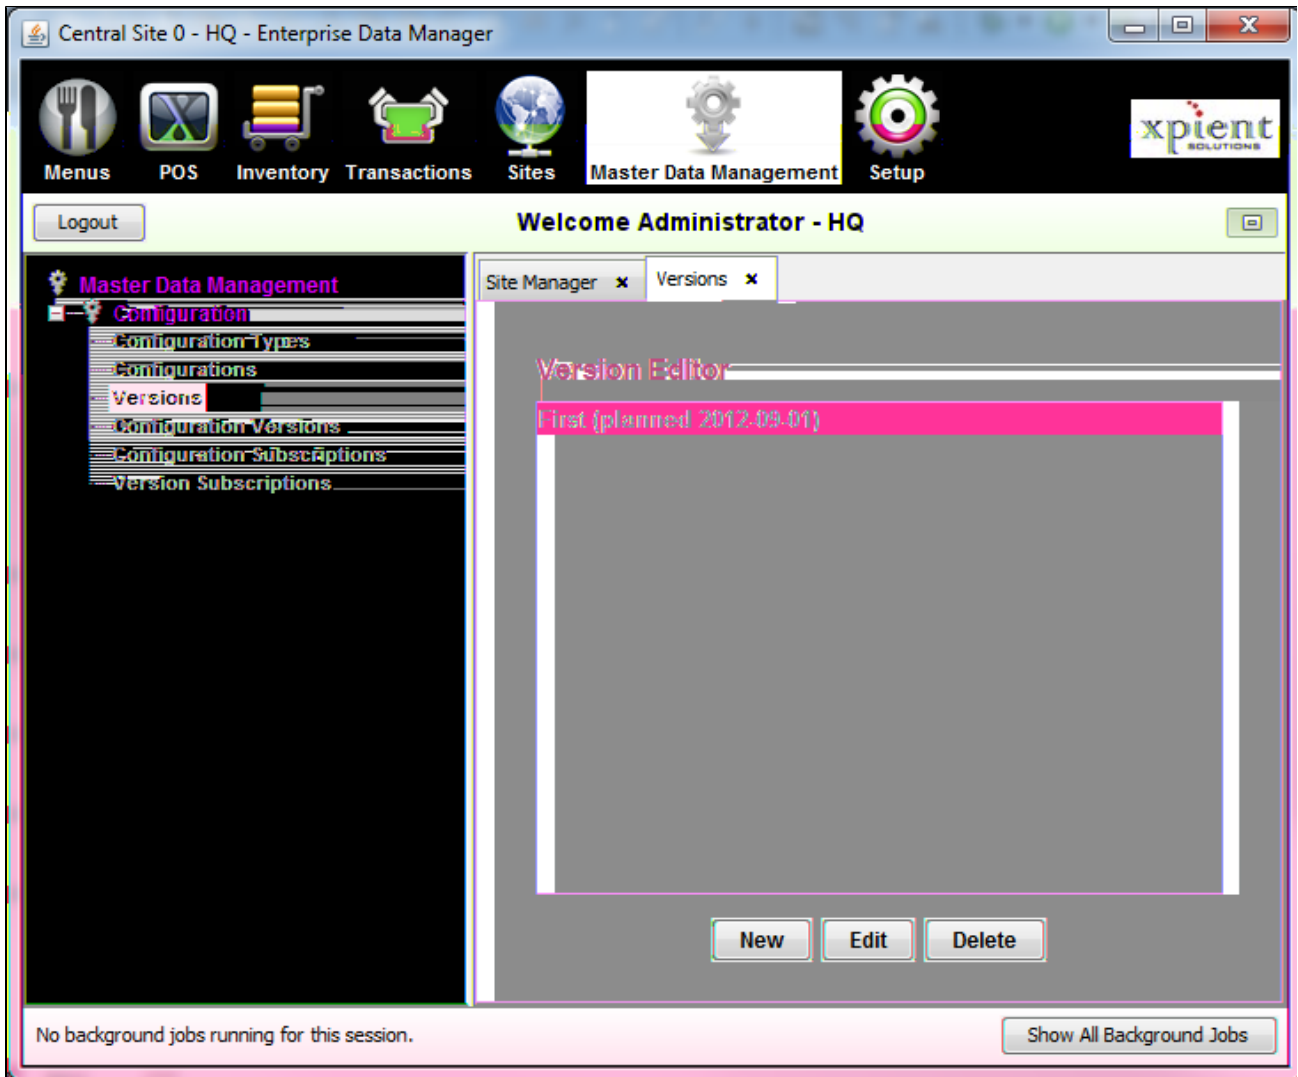 Central Site 0 - HQ - Enterprise Data Manager
Menus POS Inventory Transactions Sites Master Data Management Setup
xpient
SOLUTIONS
Logout Welcome Administrator - HQ
Master Data Management
Configuration
Configuration Types
Configurations
Versions
Configuration Versions
Configuration Subscriptions
Version Subscriptions
Site Manager Versions
Version Editor
First (planned 2012-09-01)
New Edit Delete
No background jobs running for this session. Show All Background Jobs